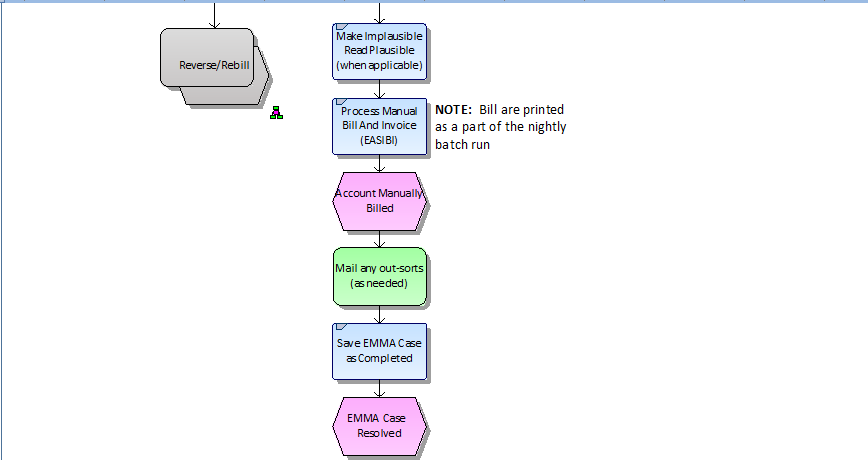 Reverse/Rebill
Make Implausible
Read Plausible
(when applicable)
Process Manual
Bill And Invoice
(EASIBI)
NOTE: Bill are printed
as a part of the nightly
batch run
Account Manually
Billed
Mail any out-sorts
(as needed)
Save EMMA Case
as Completed
EMMA Case
Resolved